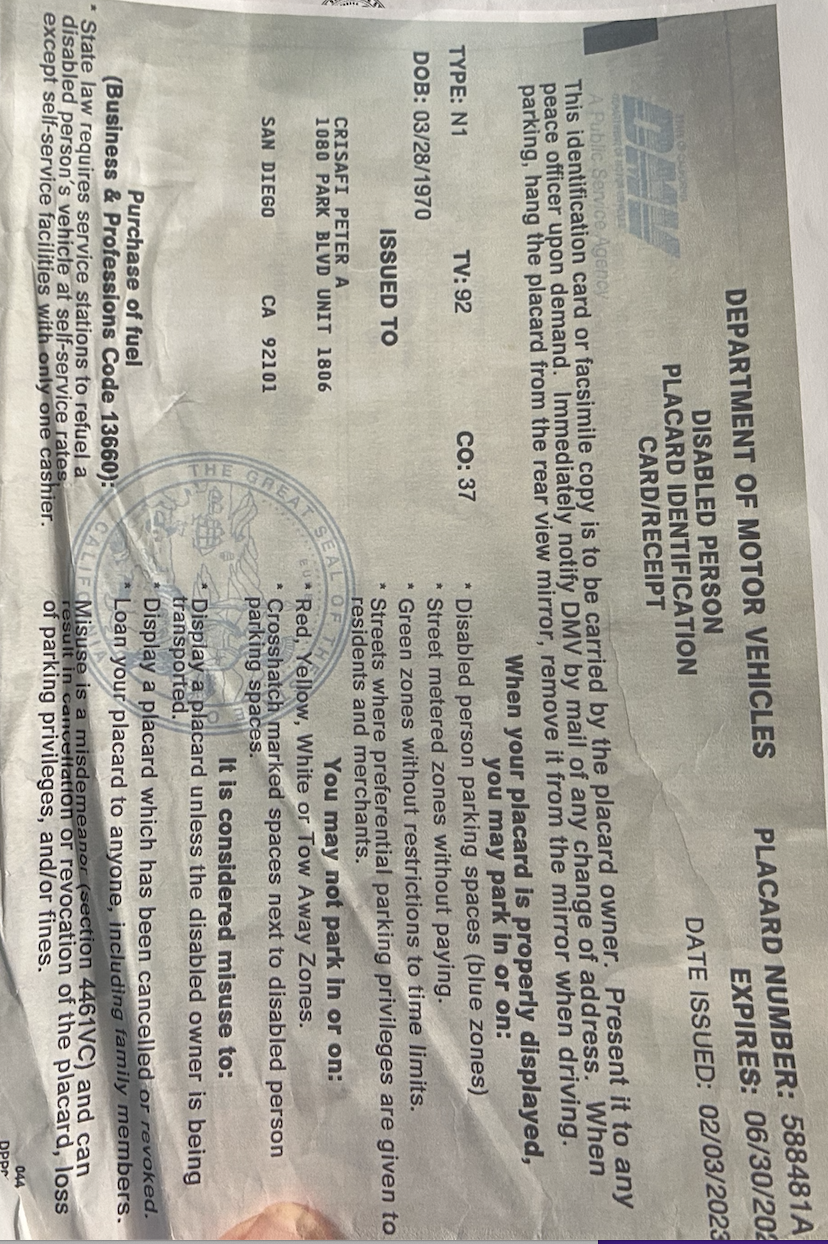 DEPARTMENT OF MOTOR VEHICLES
PLACARD NUMBER: 588481A
EXPIRES: 06/30/202
DATE ISSUED: 02/03/2023
DISABLED PERSON
PLACARD IDENTIFICATION
CARD/RECEIPT
DMV
A Public Service Agency
This identification card or facsimile copy is to be carried by the placard owner. Present it to any
peace officer upon demand. Immediately notify DMV by mail of any change of address. When
parking, hang the placard from the rear view mirror, remove it from the mirror when driving.
TYPE: N1 TV: 92 CO: 37
DOB: 03/28/1970
ISSUED TO
CRISAFI PETER A
1080 PARK BLVD UNIT 1806
SAN DIEGO CA 92101
Purchase of fuel
(Business & Professions Code 13660):
* State law requires service stations to refuel a
disabled person's vehicle at self-service rates
except self-service facilities with only one cashier.
When your placard is properly displayed,
you may park in or on:
* Disabled person parking spaces (blue zones)
* Street metered zones without paying.
* Green zones without restrictions to time limits.
* Streets where preferential parking privileges are given to
residents and merchants.
You may not park in or on:
* Red, Yellow, White or Tow Away Zones.
* Crosshatch marked spaces next to disabled person
parking spaces.
It is considered misuse to:
* Display a placard unless the disabled owner is being
transported.
* Display a placard which has been cancelled or revoked.
* Loan your placard to anyone, including family members.
Misuse is a misdemeanor (section 4461VC) and can
result in cancellation or revocation of the placard, loss
of parking privileges, and/or fines.
THE GREAT SEAL OF THE
CALIFORNIA
044
DPPr